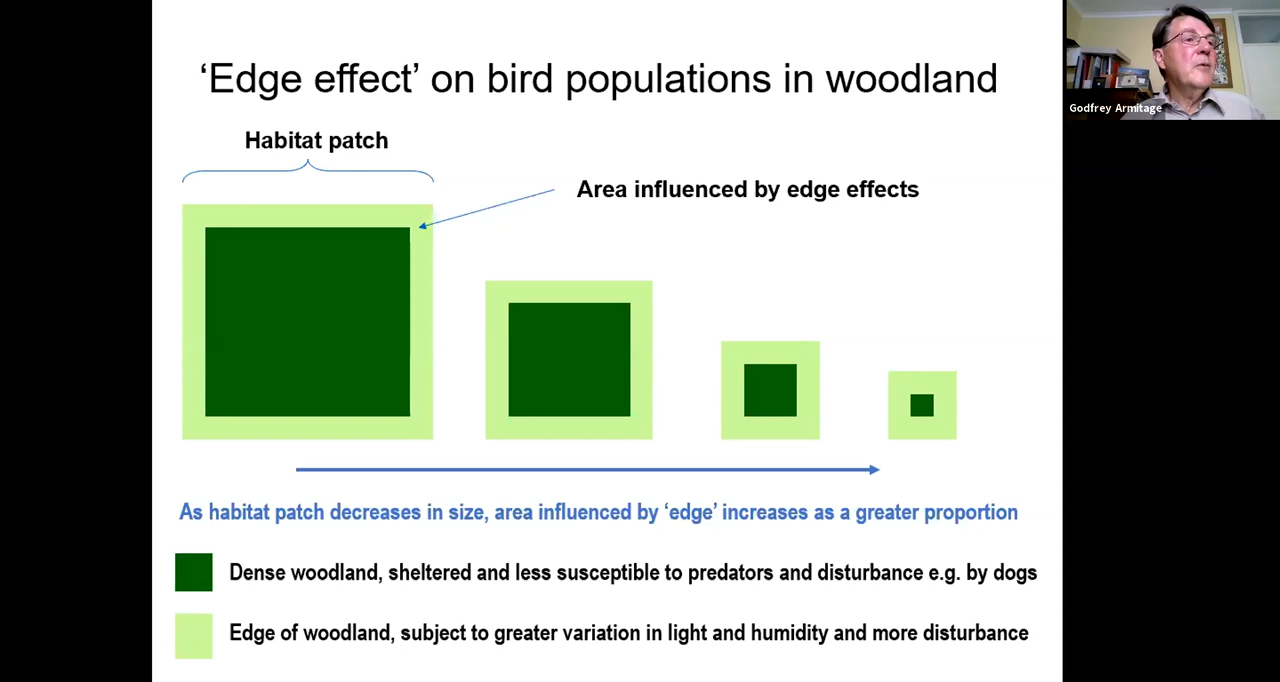 ‘Edge effect’ on bird populations in woodland
Godfrey Armitage
Habitat patch
Area influenced by edge effects
As habitat patch decreases in size, area influenced by ‘edge’ increases as a greater proportion
Dense woodland, sheltered and less susceptible to predators and disturbance e.g. by dogs
Edge of woodland, subject to greater variation in light and humidity and more disturbance